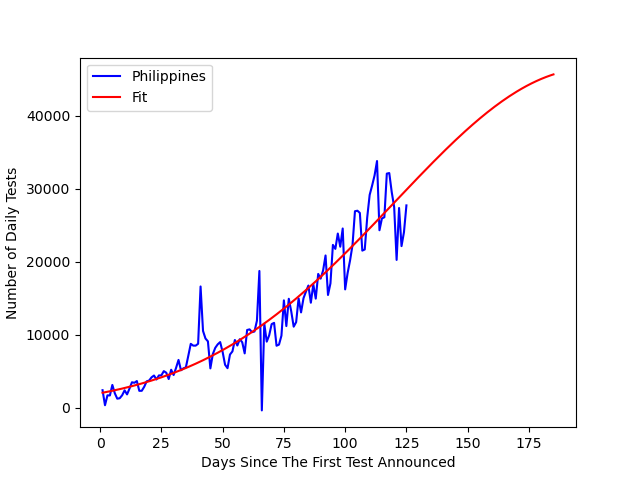 Philippines
Fit
Number of Daily Tests
40000
30000
20000
10000
0
0 25 50 75 100 125 150 175
Days Since The First Test Announced